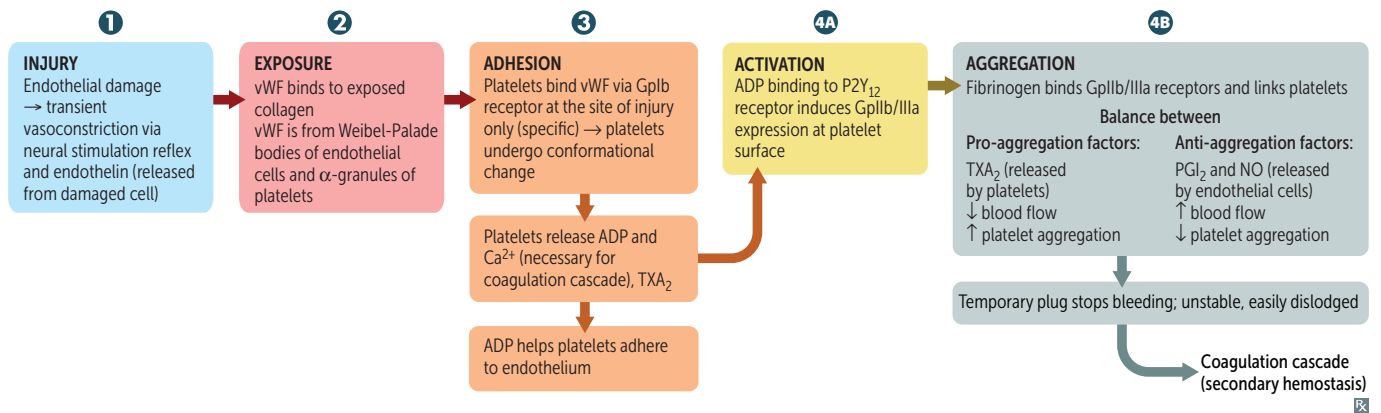 1
INJURY
Endothelial damage
→ transient
vasoconstriction via
neural stimulation reflex
and endothelin (released
from damaged cell)
2
EXPOSURE
vWF binds to exposed
collagen
vWF is from Weibel-Palade
bodies of endothelial
cells and α-granules of
platelets
3
ADHESION
Platelets bind vWF via GpIb
receptor at the site of injury
only (specific) → platelets
undergo conformational
change
Platelets release ADP and
Ca²⁺ (necessary for
coagulation cascade), TXA₂
ADP helps platelets adhere
to endothelium
4A
ACTIVATION
ADP binding to P2Y₁₂
receptor induces GpIIb/IIIa
expression at platelet
surface
4B
AGGREGATION
Fibrinogen binds GpIIb/IIIa receptors and links platelets
Balance between
Pro-aggregation factors:
TXA₂ (released
by platelets)
↓ blood flow
↑ platelet aggregation
Anti-aggregation factors:
PGI₂ and NO (released
by endothelial cells)
↑ blood flow
↓ platelet aggregation
Temporary plug stops bleeding; unstable, easily dislodged
Coagulation cascade
(secondary hemostasis)
Rx